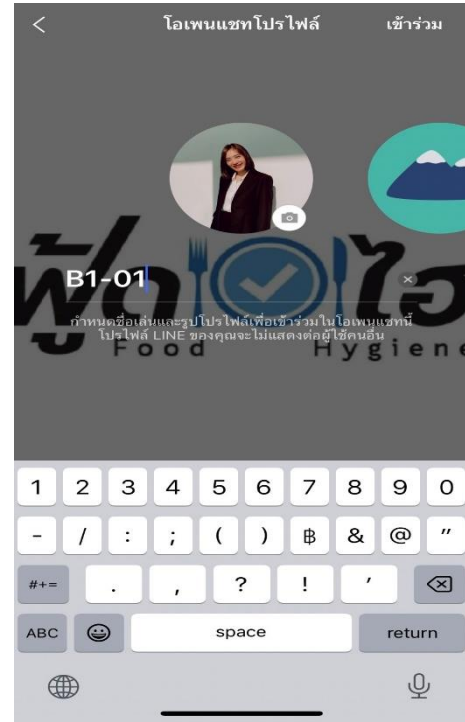 โอเพนแชทโปรไฟล์ เข้าร่วม
ฟู้ดไฮ
B1-01
กำหนดชื่อเล่นและรูปโปรไฟล์เพื่อเข้าร่วมในโอเพนแชทนี้
โปรไฟล์ LINE ของคุณจะไม่แสดงต่อผู้ใช้คนอื่น
Food Hygiene
1 2 3 4 5 6 7 8 9 0
- / : ; ( ) ฿ & @ "
#+= . , ? ! '
ABC space return